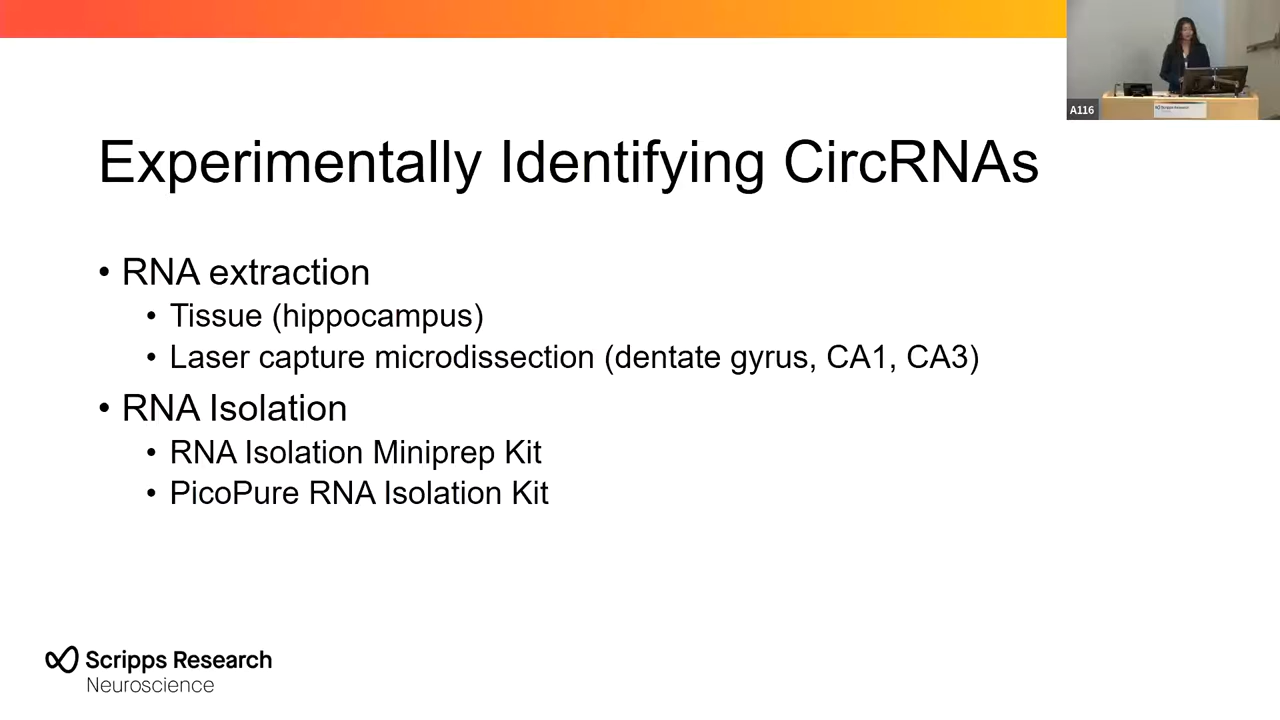 A116
Experimentally Identifying CircRNAs
• RNA extraction
• Tissue (hippocampus)
• Laser capture microdissection (dentate gyrus, CA1, CA3)
• RNA Isolation
• RNA Isolation Miniprep Kit
• PicoPure RNA Isolation Kit
Scripps Research
Neuroscience